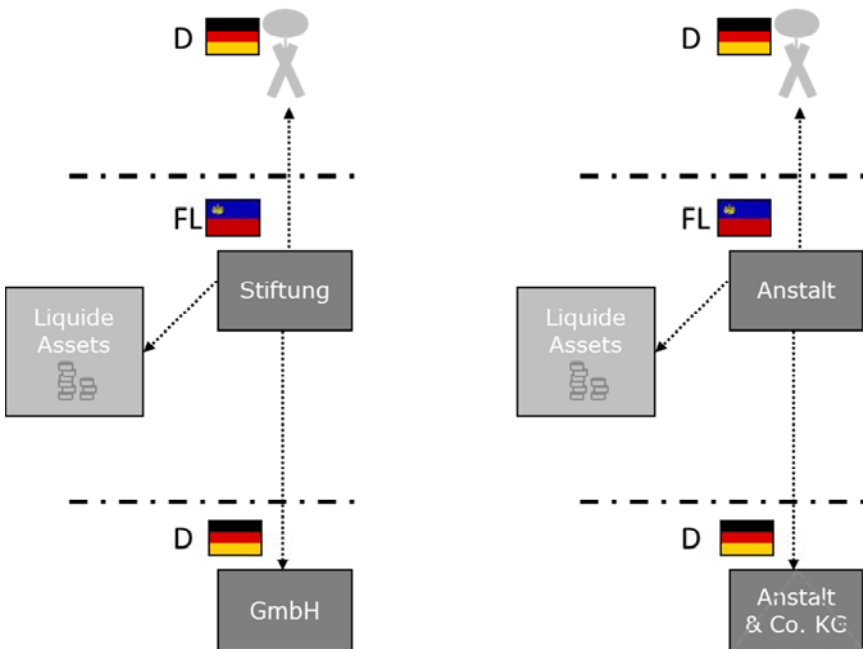 D
FL
Stiftung
Liquide
Assets
D
GmbH
D
FL
Anstalt
Liquide
Assets
D
Anstalt
& Co. KG